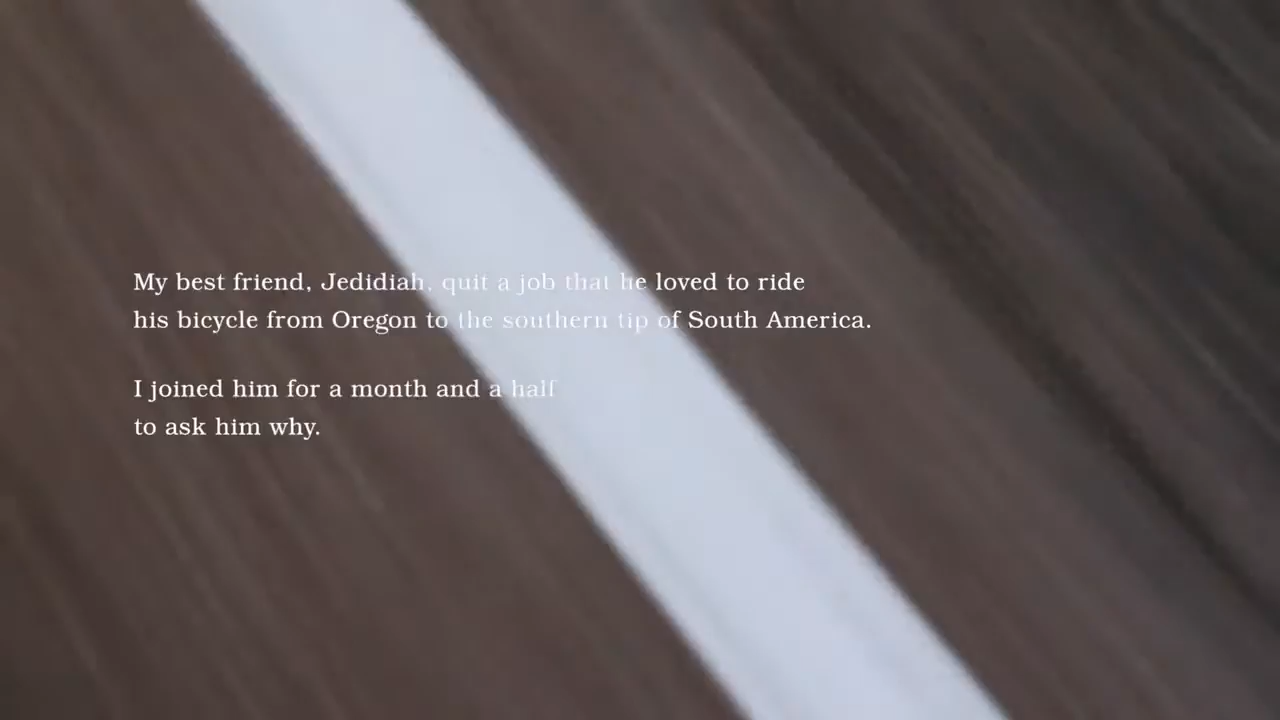 My best friend, Jedidiah, quit a job that he loved to ride
his bicycle from Oregon to the southern tip of South America.
I joined him for a month and a half
to ask him why.